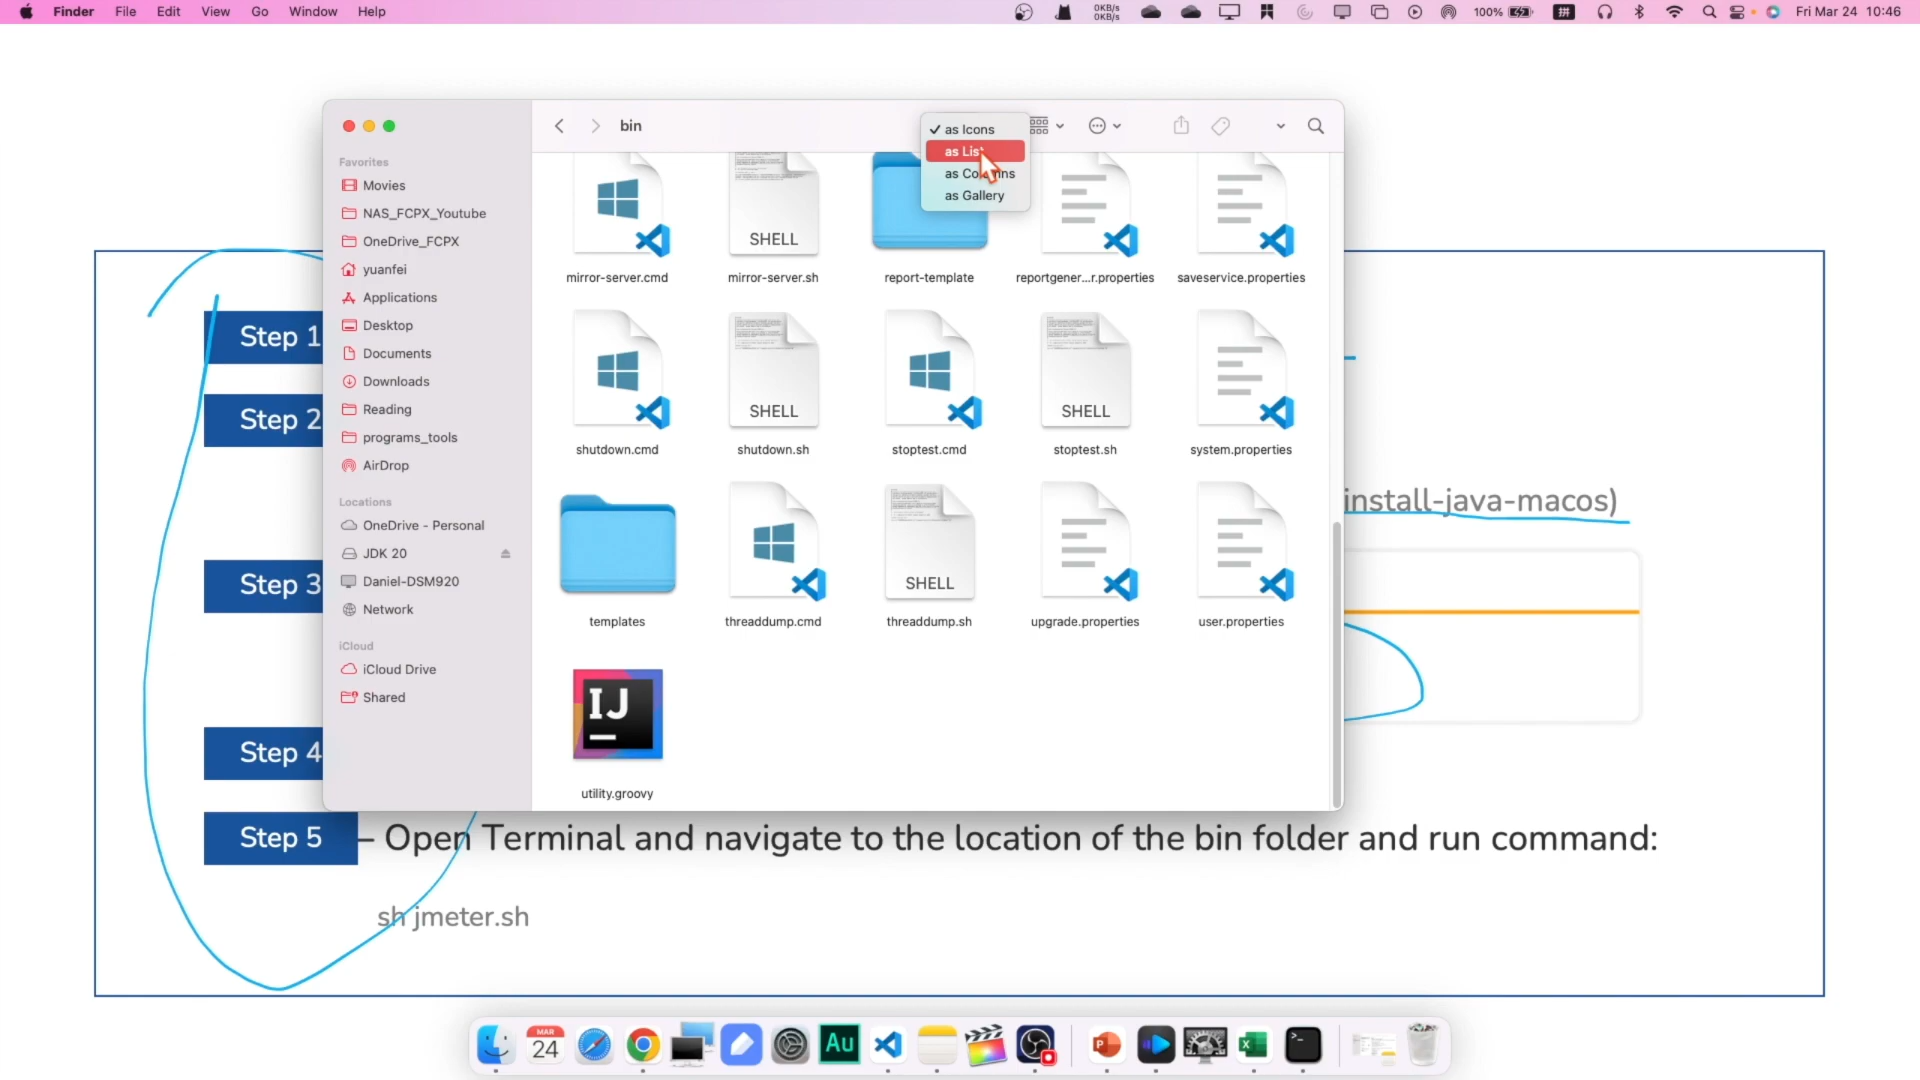 Finder File Edit View Go Window Help
0KB/s
0KB/s
100%
拼
Fri Mar 24 10:46
bin
as Icons
as List
as Columns
as Gallery
Favorites
Movies
NAS_FCPX_Youtube
OneDrive_FCPX
yuanfei
Applications
Desktop
Documents
Downloads
Reading
programs_tools
AirDrop
Locations
OneDrive - Personal
JDK 20
Daniel-DSM920
Network
iCloud
iCloud Drive
Shared
SHELL
mirror-server.cmd
mirror-server.sh
report-template
reportgener...r.properties
saveservice.properties
SHELL
SHELL
shutdown.cmd
shutdown.sh
stoptest.cmd
stoptest.sh
system.properties
SHELL
templates
threaddump.cmd
threaddump.sh
upgrade.properties
user.properties
IJ
utility.groovy
Step 1
Step 2
install-java-macos)
Step 3
Step 4
Step 5 – Open Terminal and navigate to the location of the bin folder and run command:
sh jmeter.sh
MAR
24
Au
P
X